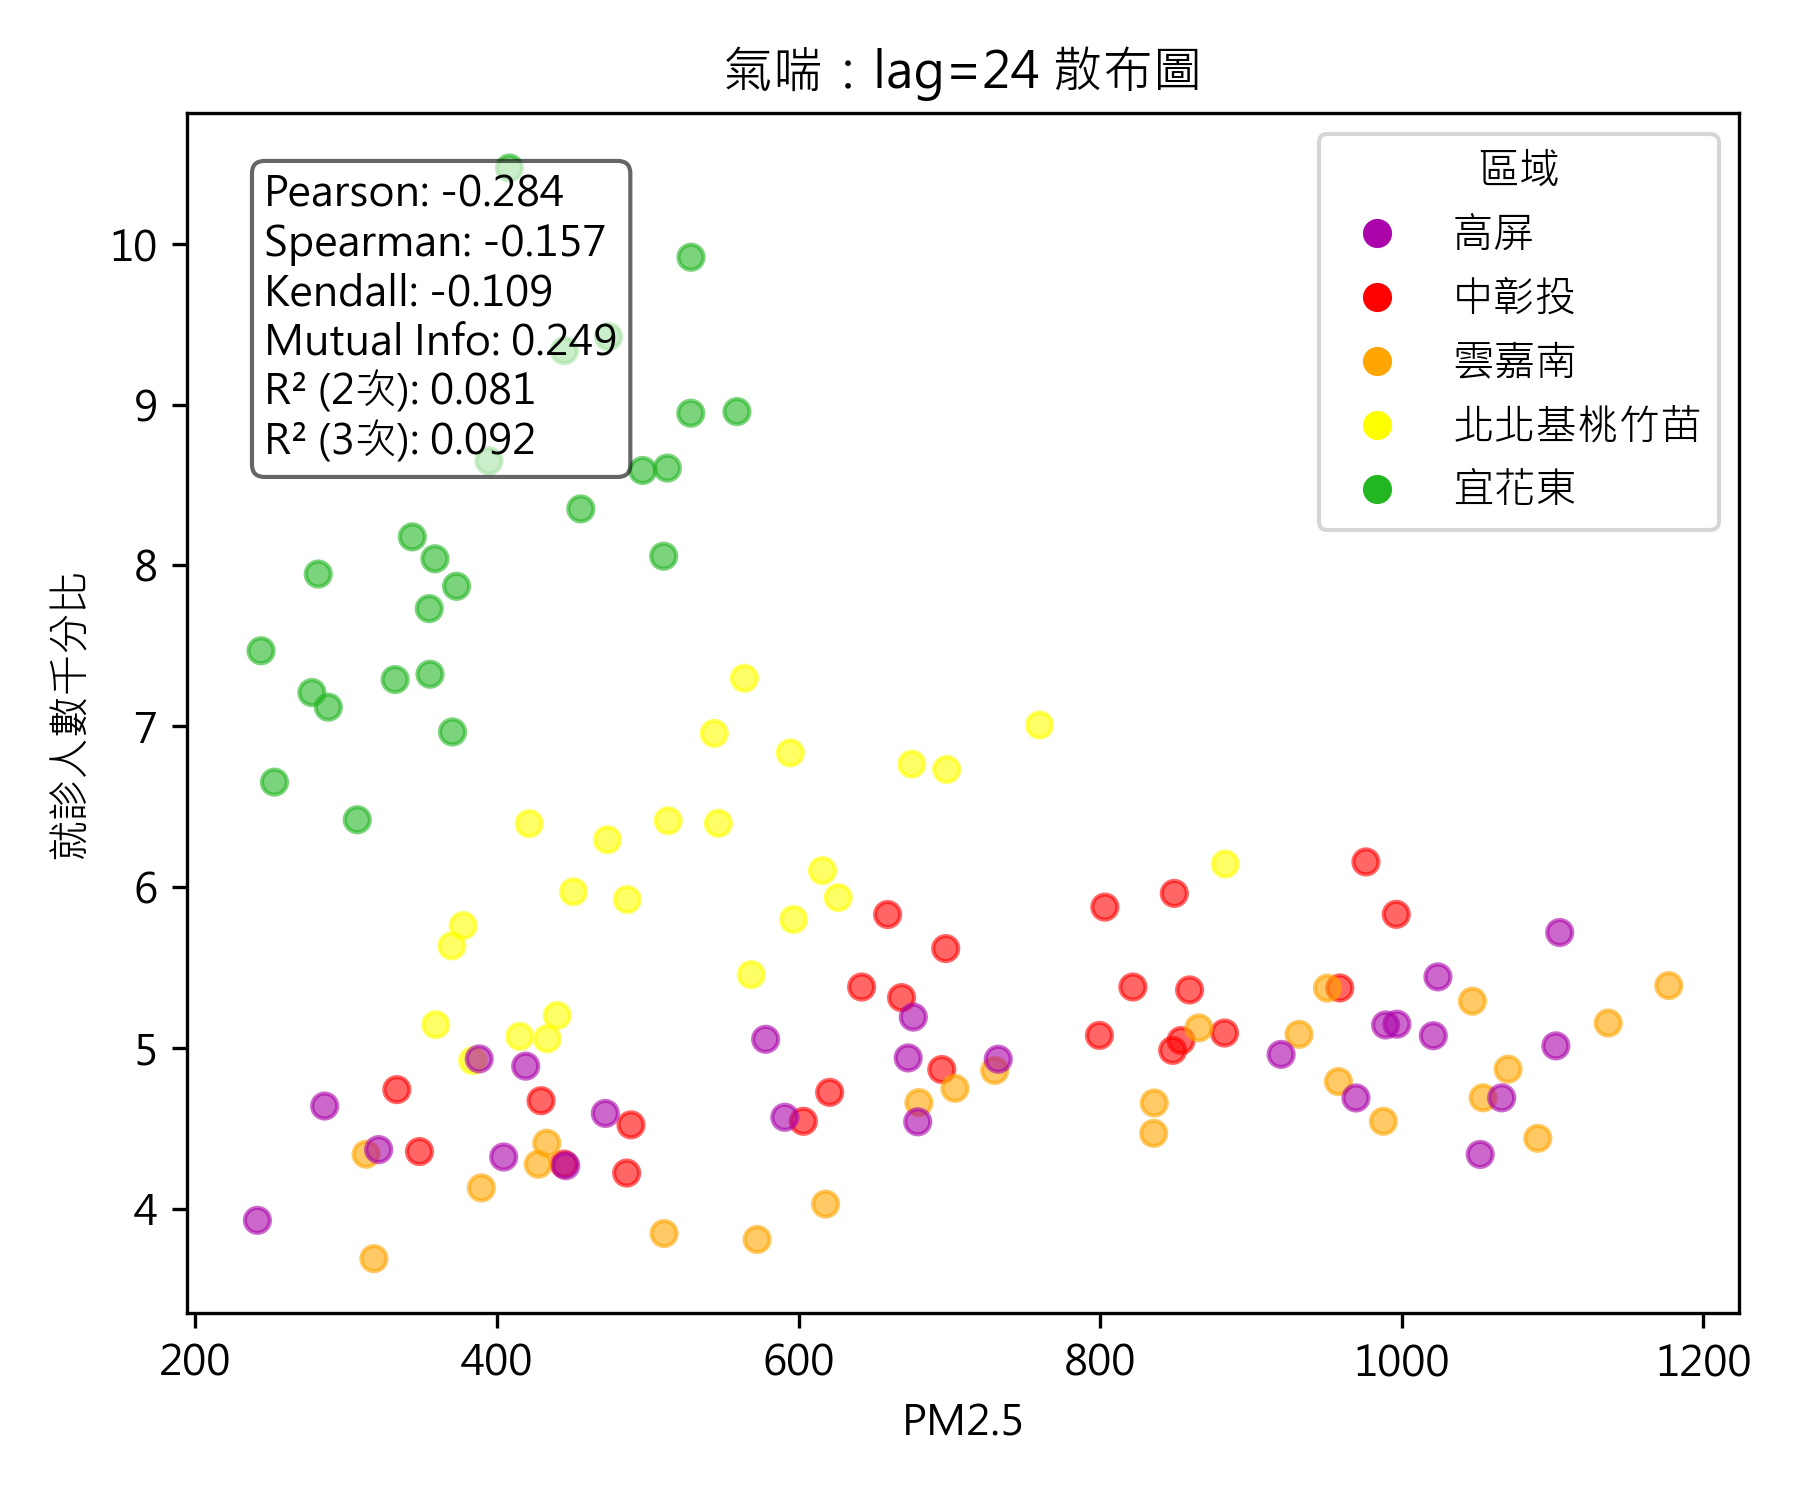 氣喘：lag=24 散布圖
Pearson: -0.284
Spearman: -0.157
Kendall: -0.109
Mutual Info: 0.249
R² (2次): 0.081
R² (3次): 0.092
區域
高屏
中彰投
雲嘉南
北北基桃竹苗
宜花東
就診人數千分比
10
9
8
7
6
5
4
200 400 600 800 1000 1200
PM2.5